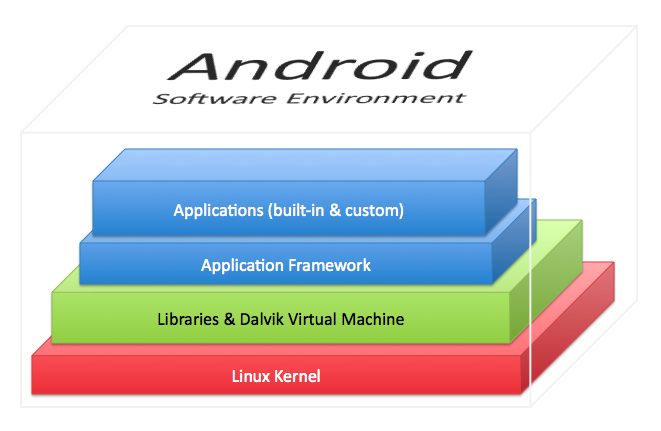 Android
Software Environment
Applications (built-in & custom)
Application Framework
Libraries & Dalvik Virtual Machine
Linux Kernel